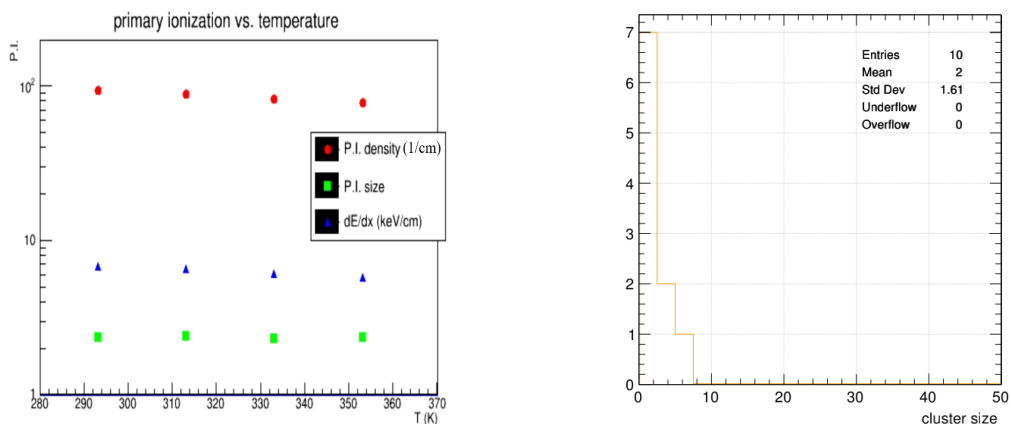 primary ionization vs. temperature
P.I.
10²
10
1
P.I. density (1/cm)
P.I. size
dE/dx (keV/cm)
280 290 300 310 320 330 340 350 360 370
T (K)
7
6
5
4
3
2
1
0
Entries 10
Mean 2
Std Dev 1.61
Underflow 0
Overflow 0
0 10 20 30 40 50
cluster size